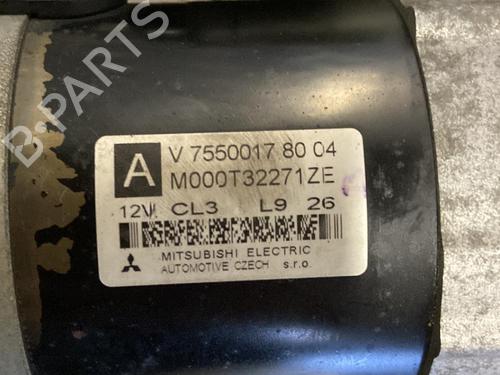 A
V 7550017 80 04
M000T32271ZE
12V CL3 L9 26
MITSUBISHI ELECTRIC
AUTOMOTIVE CZECH s.r.o.
B-PARTS